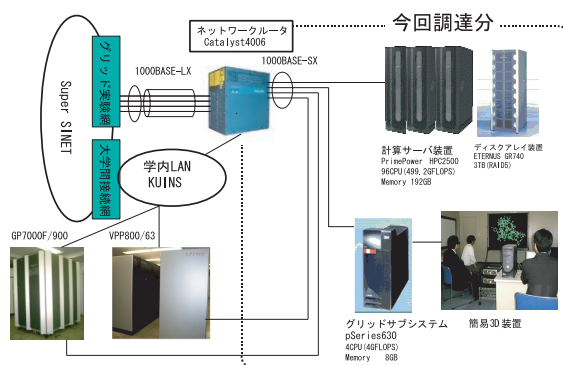 ネットワークルータ
Catalyst4006
今回調達分
1000BASE-LX
1000BASE-SX
Super SINET
グリッド実験網
大学間接続網
学内LAN
KUINS
計算サーバ装置
PrimePower HPC2500
96CPU(499.2GFLOPS)
Memory 192GB
ディスクアレイ装置
ETERNUS GR740
3TB(RAID5)
GP7000F/900
VPP800/63
グリッドサブシステム
pSeries630
4CPU(4GFLOPS)
Memory 8GB
簡易3D装置